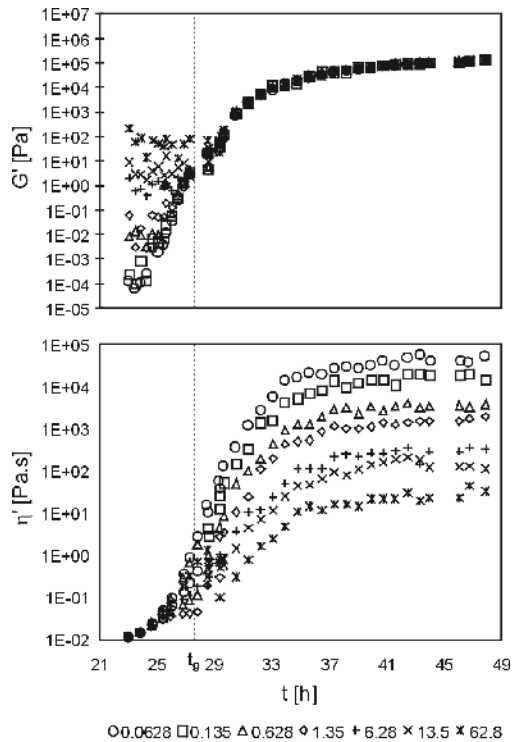 G' [Pa]
1E+07
1E+06
1E+05
1E+04
1E+03
1E+02
1E+01
1E+00
1E-01
1E-02
1E-03
1E-04
1E-05
η' [Pa.s]
1E+05
1E+04
1E+03
1E+02
1E+01
1E+00
1E-01
1E-02
21 25 tg 29 33 37 41 45 49
t [h]
0.0628 0.135 0.628 1.35 6.28 13.5 62.8